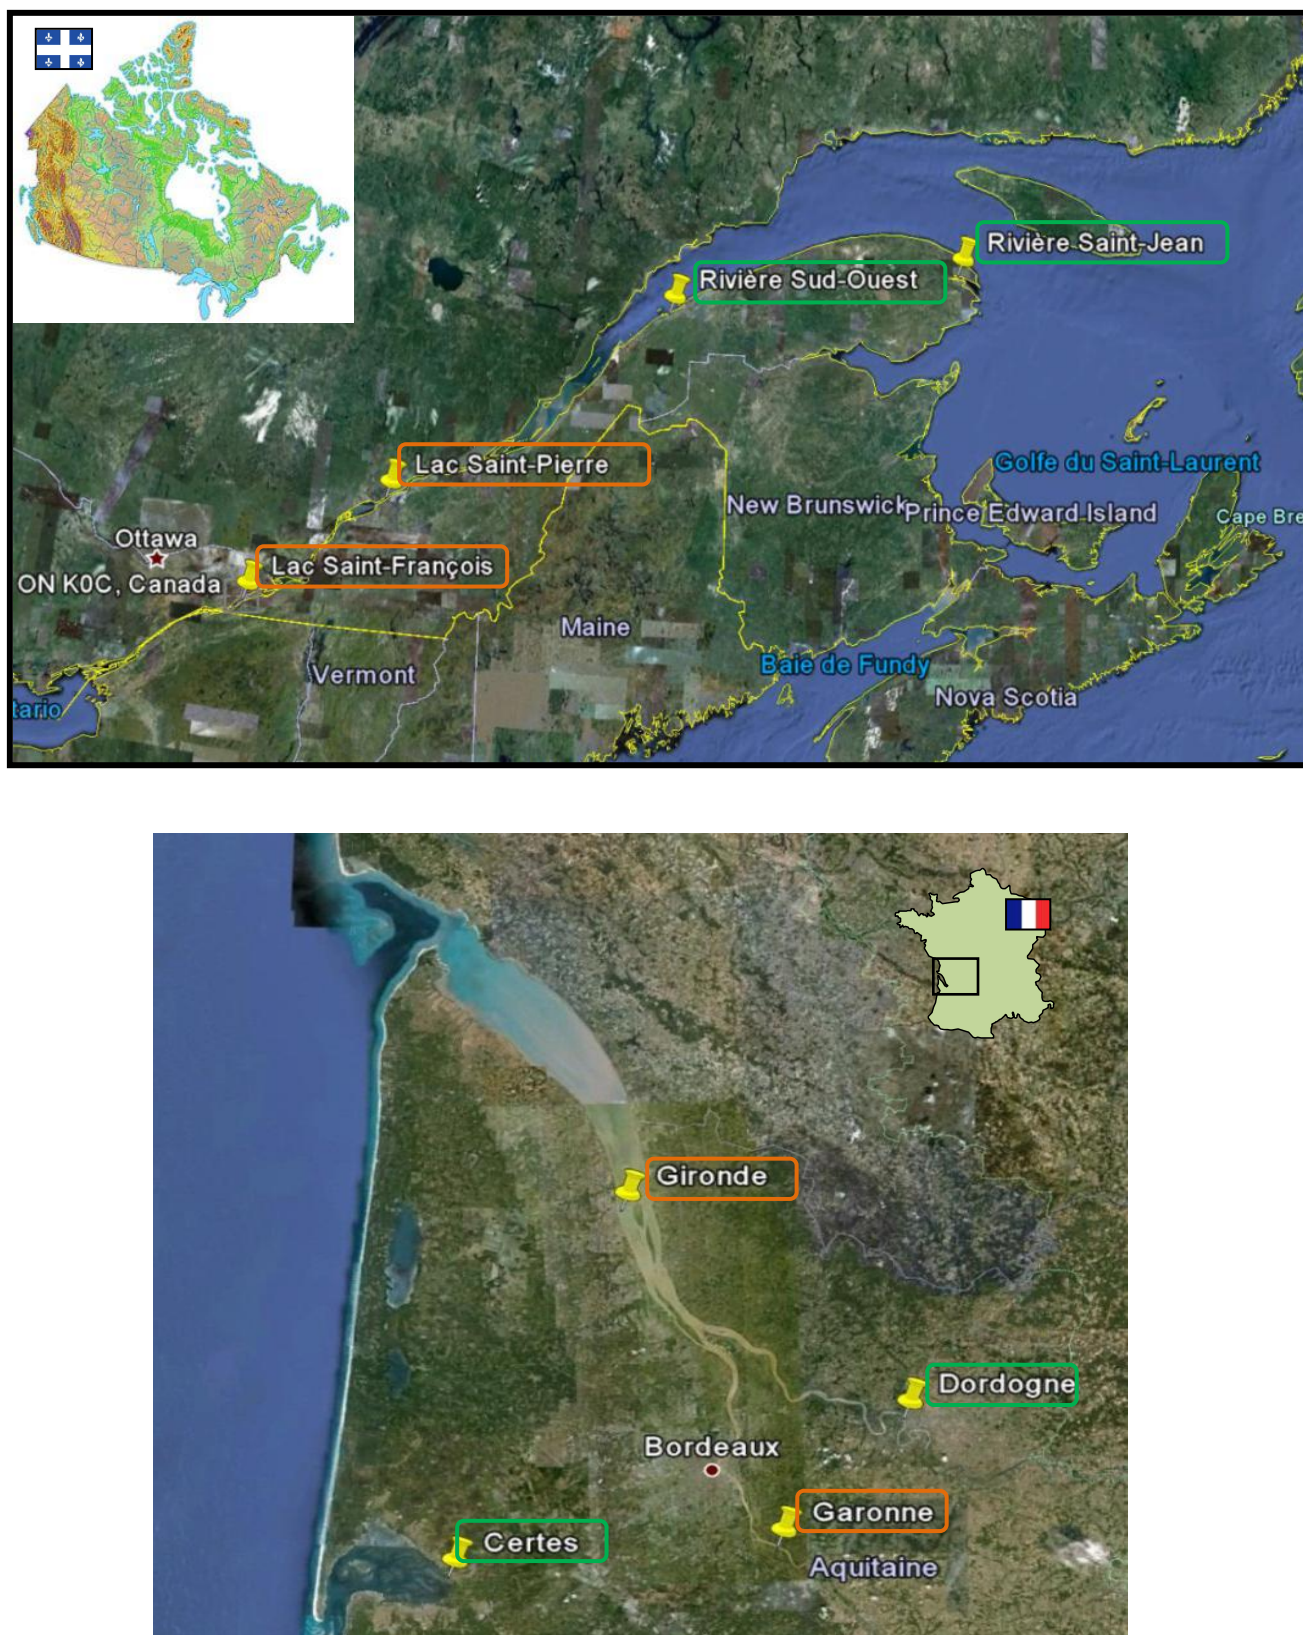 Rivière Saint-Jean
Rivière Sud-Ouest
Lac Saint-Pierre
Golfe du Saint-Laurent
New Brunswick
Prince Edward Island
Cape Bre
Ottawa
Lac Saint-François
ON K0C, Canada
Maine
Baie de Fundy
Vermont
Nova Scotia
tario
Gironde
Dordogne
Bordeaux
Garonne
Certes
Aquitaine